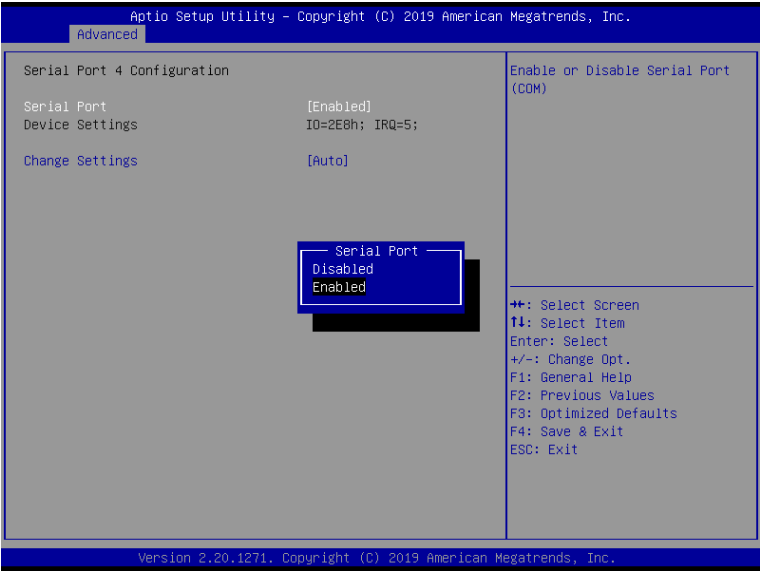 Aptio Setup Utility – Copyright (C) 2019 American Megatrends, Inc.
Advanced
Serial Port 4 Configuration
Serial Port [Enabled]
Device Settings IO=2E8h; IRQ=5;
Change Settings [Auto]
Serial Port
Disabled
Enabled
Enable or Disable Serial Port
(COM)
→←: Select Screen
↑↓: Select Item
Enter: Select
+/-: Change Opt.
F1: General Help
F2: Previous Values
F3: Optimized Defaults
F4: Save & Exit
ESC: Exit
Version 2.20.1271. Copyright (C) 2019 American Megatrends, Inc.